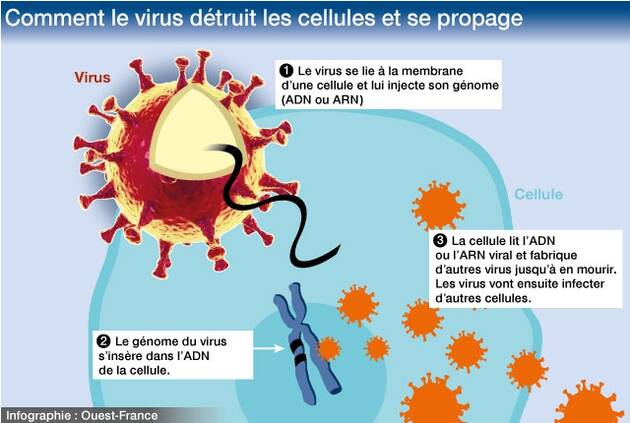 Comment le virus détruit les cellules et se propage
Virus
1 Le virus se lie à la membrane
d'une cellule et lui injecte son génome
(ADN ou ARN)
Cellule
3 La cellule lit l'ADN
ou l'ARN viral et fabrique
d'autres virus jusqu'à en mourir.
Les virus vont ensuite infecter
d'autres cellules.
2 Le génome du virus
s'insère dans l'ADN
de la cellule.
Infographie : Ouest-France